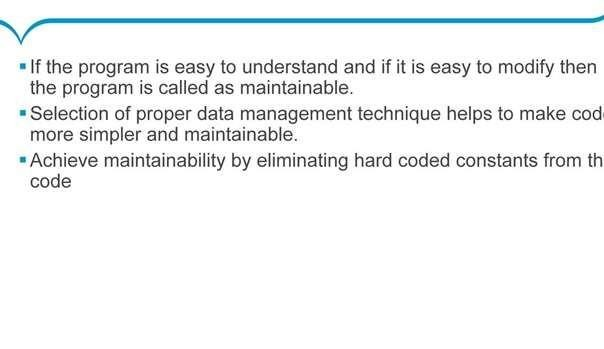 ▪ If the program is easy to understand and if it is easy to modify then
the program is called as maintainable.
▪ Selection of proper data management technique helps to make cod
more simpler and maintainable.
▪ Achieve maintainability by eliminating hard coded constants from th
code